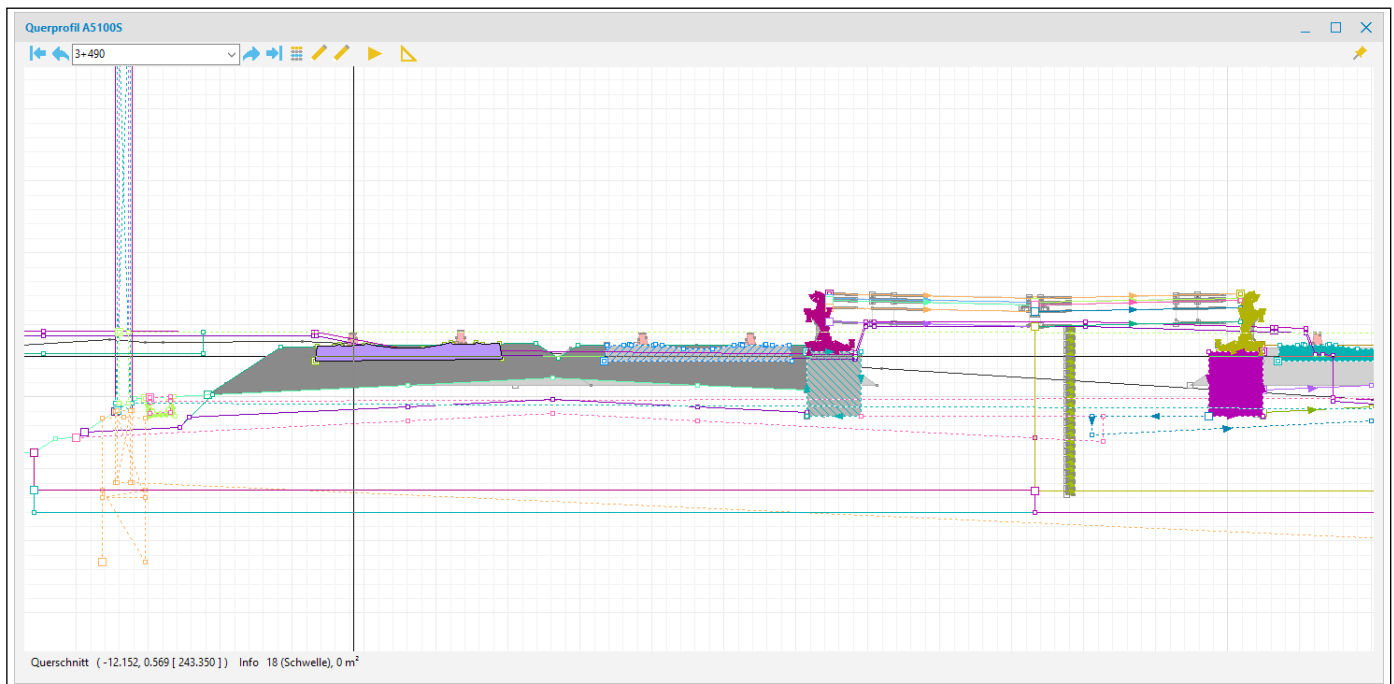 Querprofil A5100S
3+490
Querschnitt ( -12.152, 0.569 [ 243.350 ] ) Info 18 (Schwelle), 0 m²